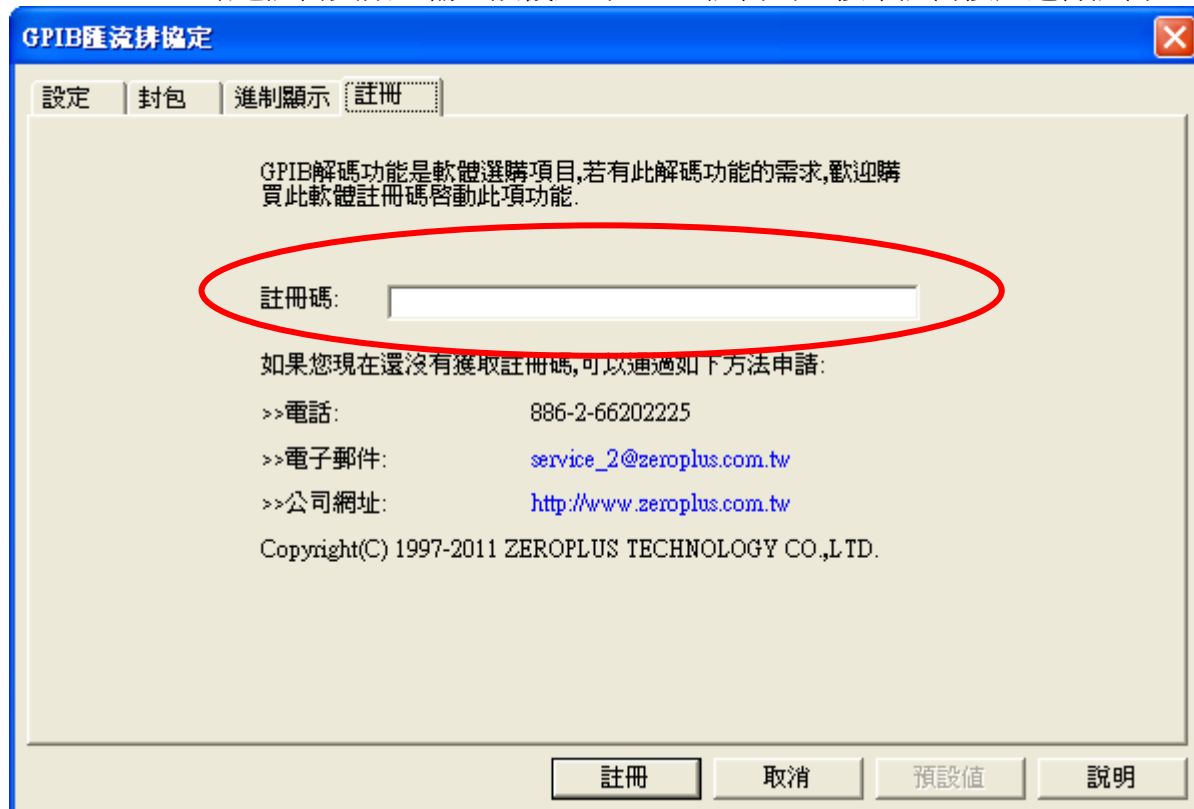 GPIB匯流排協定
設定 封包 進制顯示 註冊
GPIB解碼功能是軟體選購項目,若有此解碼功能的需求,歡迎購
買此軟體註冊碼啓動此項功能.
註冊碼:
如果您現在還沒有獲取註冊碼,可以通過如下方法申請:
>>電話: 886-2-66202225
>>電子郵件: service_2@zeroplus.com.tw
>>公司網址: http://www.zeroplus.com.tw
Copyright(C) 1997-2011 ZEROPLUS TECHNOLOGY CO.,LTD.
註冊 取消 預設值 說明